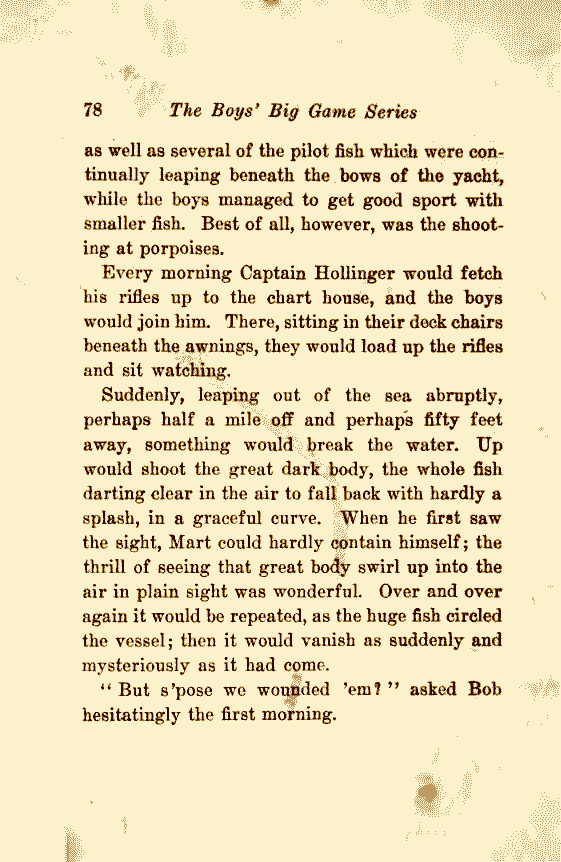 78 The Boys' Big Game Series
as well as several of the pilot fish which were con-
tinually leaping beneath the bows of the yacht,
while the boys managed to get good sport with
smaller fish. Best of all, however, was the shoot-
ing at porpoises.
Every morning Captain Hollinger would fetch
his rifles up to the chart house, and the boys
would join him. There, sitting in their deck chairs
beneath the awnings, they would load up the rifles
and sit watching.
Suddenly, leaping out of the sea abruptly,
perhaps half a mile off and perhaps fifty feet
away, something would break the water. Up
would shoot the great dark body, the whole fish
darting clear in the air to fall back with hardly a
splash, in a graceful curve. When he first saw
the sight, Mart could hardly contain himself; the
thrill of seeing that great body swirl up into the
air in plain sight was wonderful. Over and over
again it would be repeated, as the huge fish circled
the vessel; then it would vanish as suddenly and
mysteriously as it had come.
"But s'pose we wounded 'em?" asked Bob
hesitatingly the first morning.